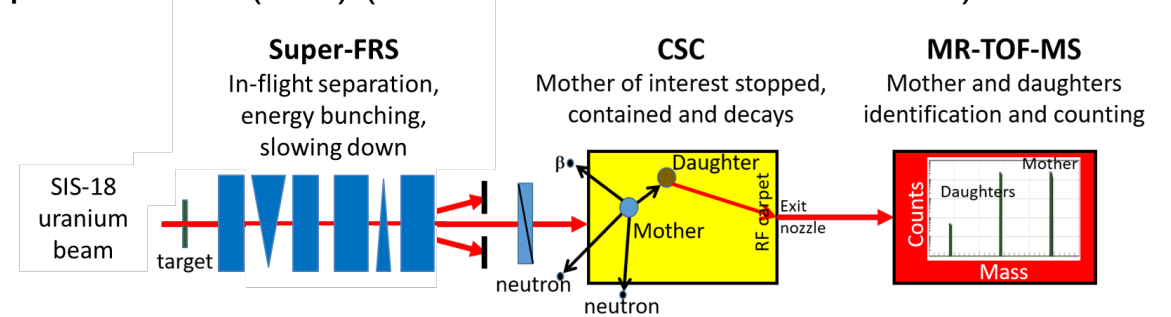 Super-FRS
In-flight separation,
energy bunching,
slowing down
CSC
Mother of interest stopped,
contained and decays
MR-TOF-MS
Mother and daughters
identification and counting
SIS-18
uranium
beam
target
β
Daughter
Mother
neutron
neutron
RF carpet
Exit
nozzle
Counts
Mother
Daughters
Mass